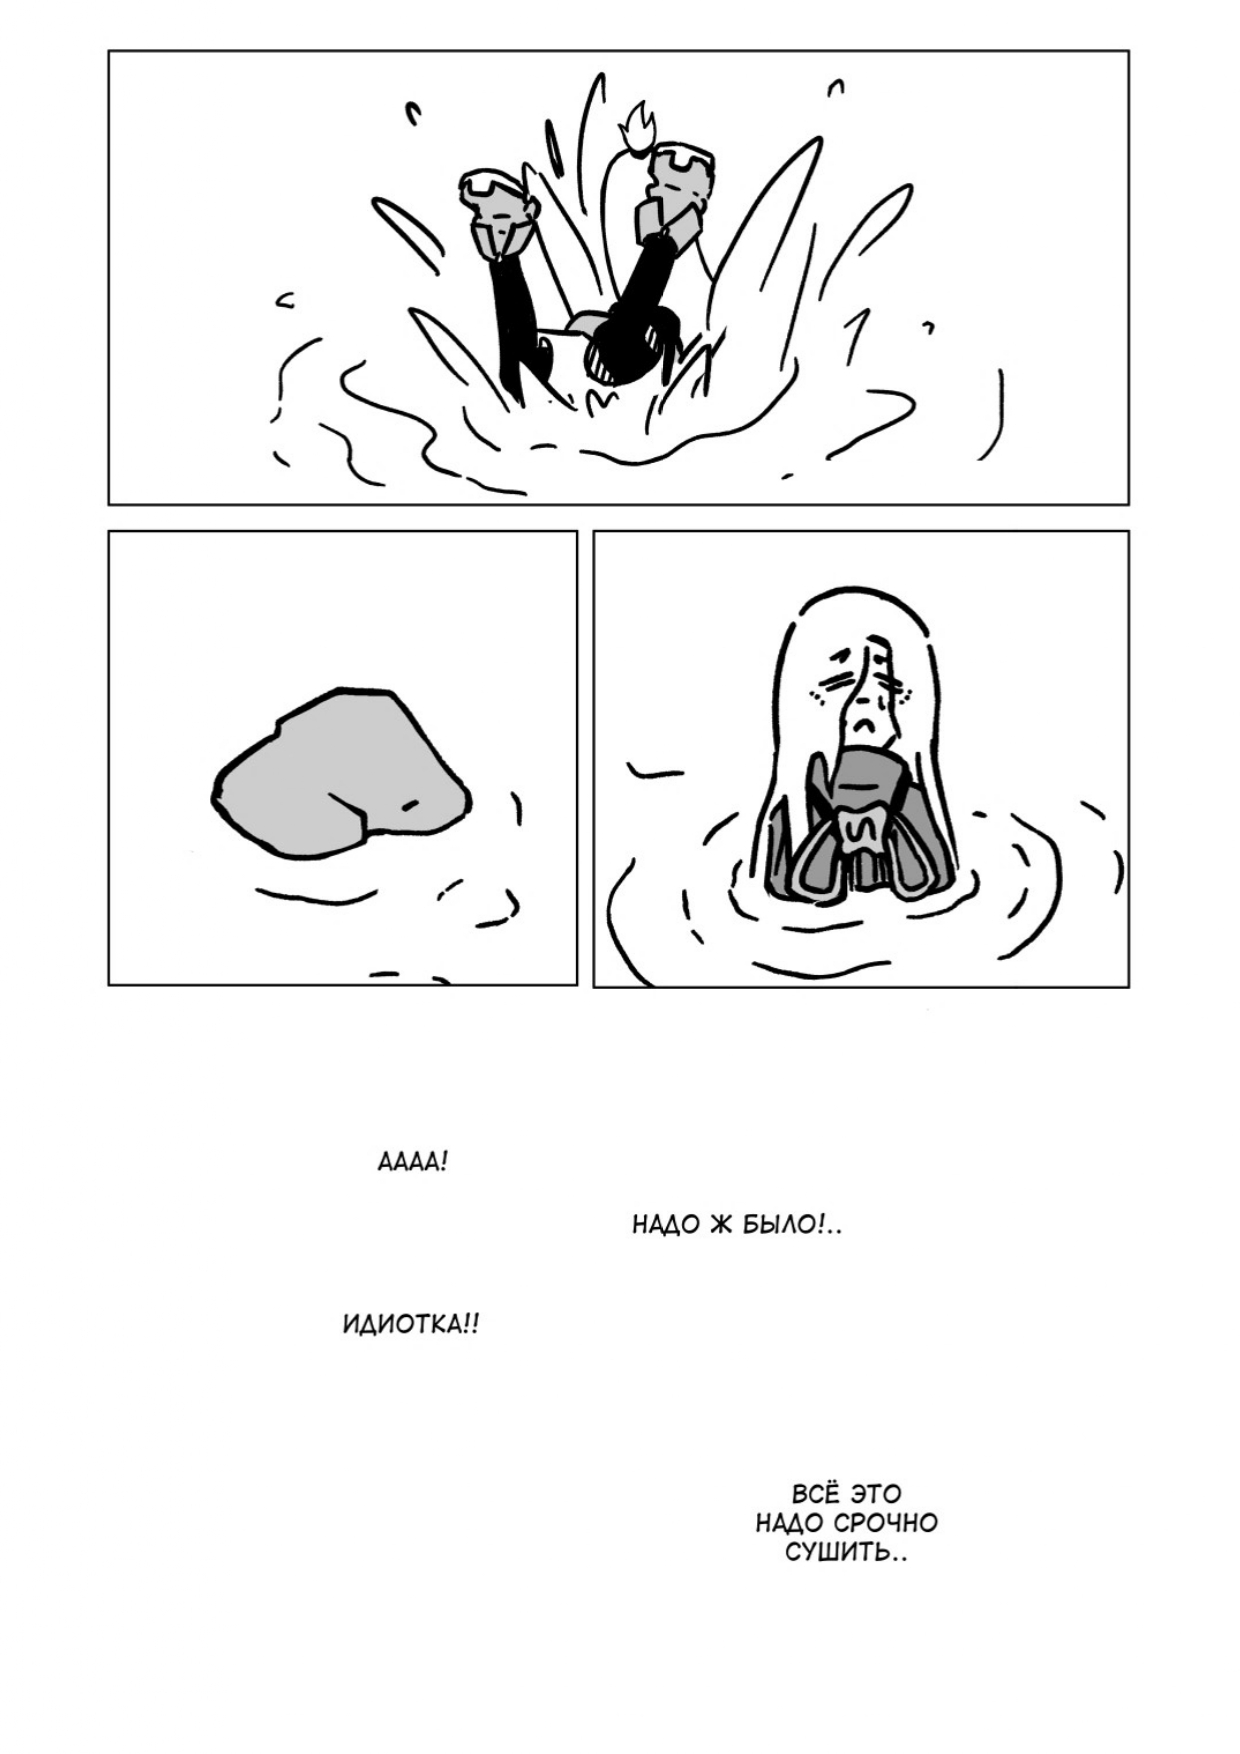 АААА!
НАДО Ж БЫЛО!..
ИДИОТКА!!
ВСЁ ЭТО
НАДО СРОЧНО
СУШИТЬ..